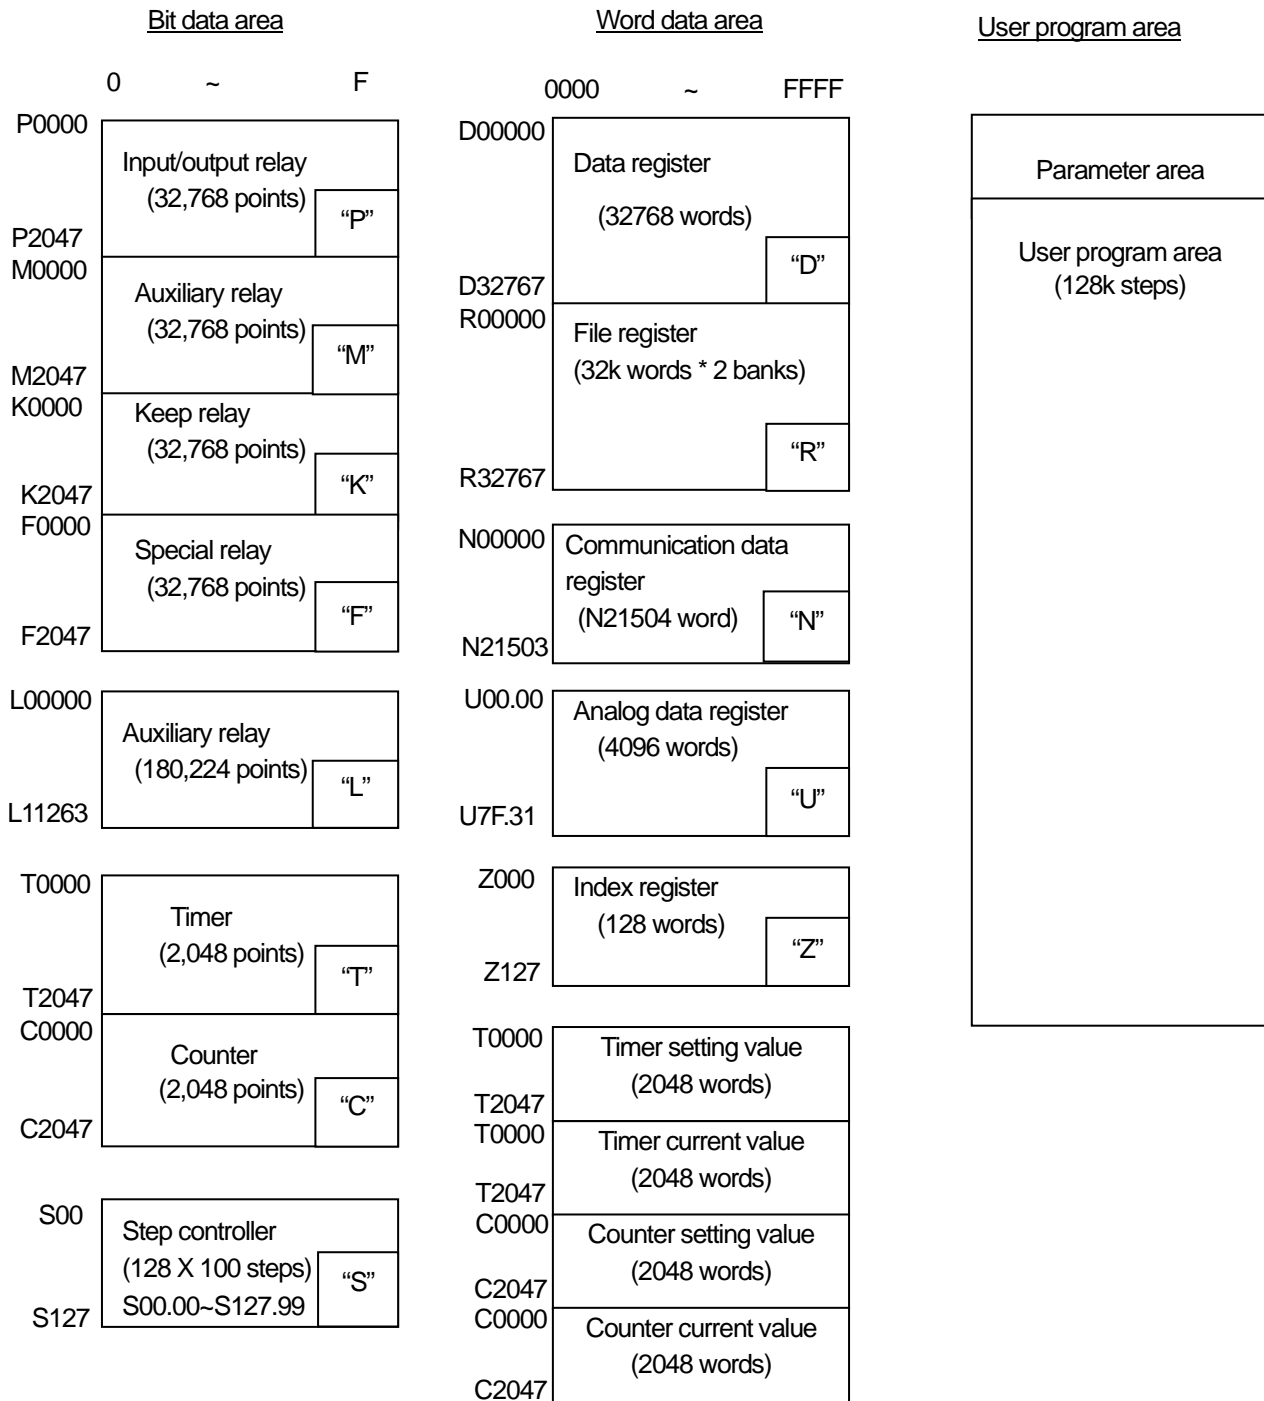 Bit data area
0 ~ F
P0000
Input/output relay
(32,768 points)
“P”
P2047
M0000
Auxiliary relay
(32,768 points)
“M”
M2047
K0000
Keep relay
(32,768 points)
“K”
K2047
F0000
Special relay
(32,768 points)
“F”
F2047
L00000
Auxiliary relay
(180,224 points)
“L”
L11263
T0000
Timer
(2,048 points)
“T”
T2047
C0000
Counter
(2,048 points)
“C”
C2047
S00
Step controller
(128 X 100 steps)
“S”
S00.00~S127.99
S127
Word data area
0000 ~ FFFF
D00000
Data register
(32768 words)
“D”
D32767
R00000
File register
(32k words * 2 banks)
“R”
R32767
N00000
Communication data
register
(N21504 word)
“N”
N21503
U00.00
Analog data register
(4096 words)
“U”
U7F.31
Z000
Index register
(128 words)
“Z”
Z127
T0000
Timer setting value
(2048 words)
T2047
T0000
Timer current value
(2048 words)
T2047
C0000
Counter setting value
(2048 words)
C2047
C0000
Counter current value
(2048 words)
C2047
User program area
Parameter area
User program area
(128k steps)